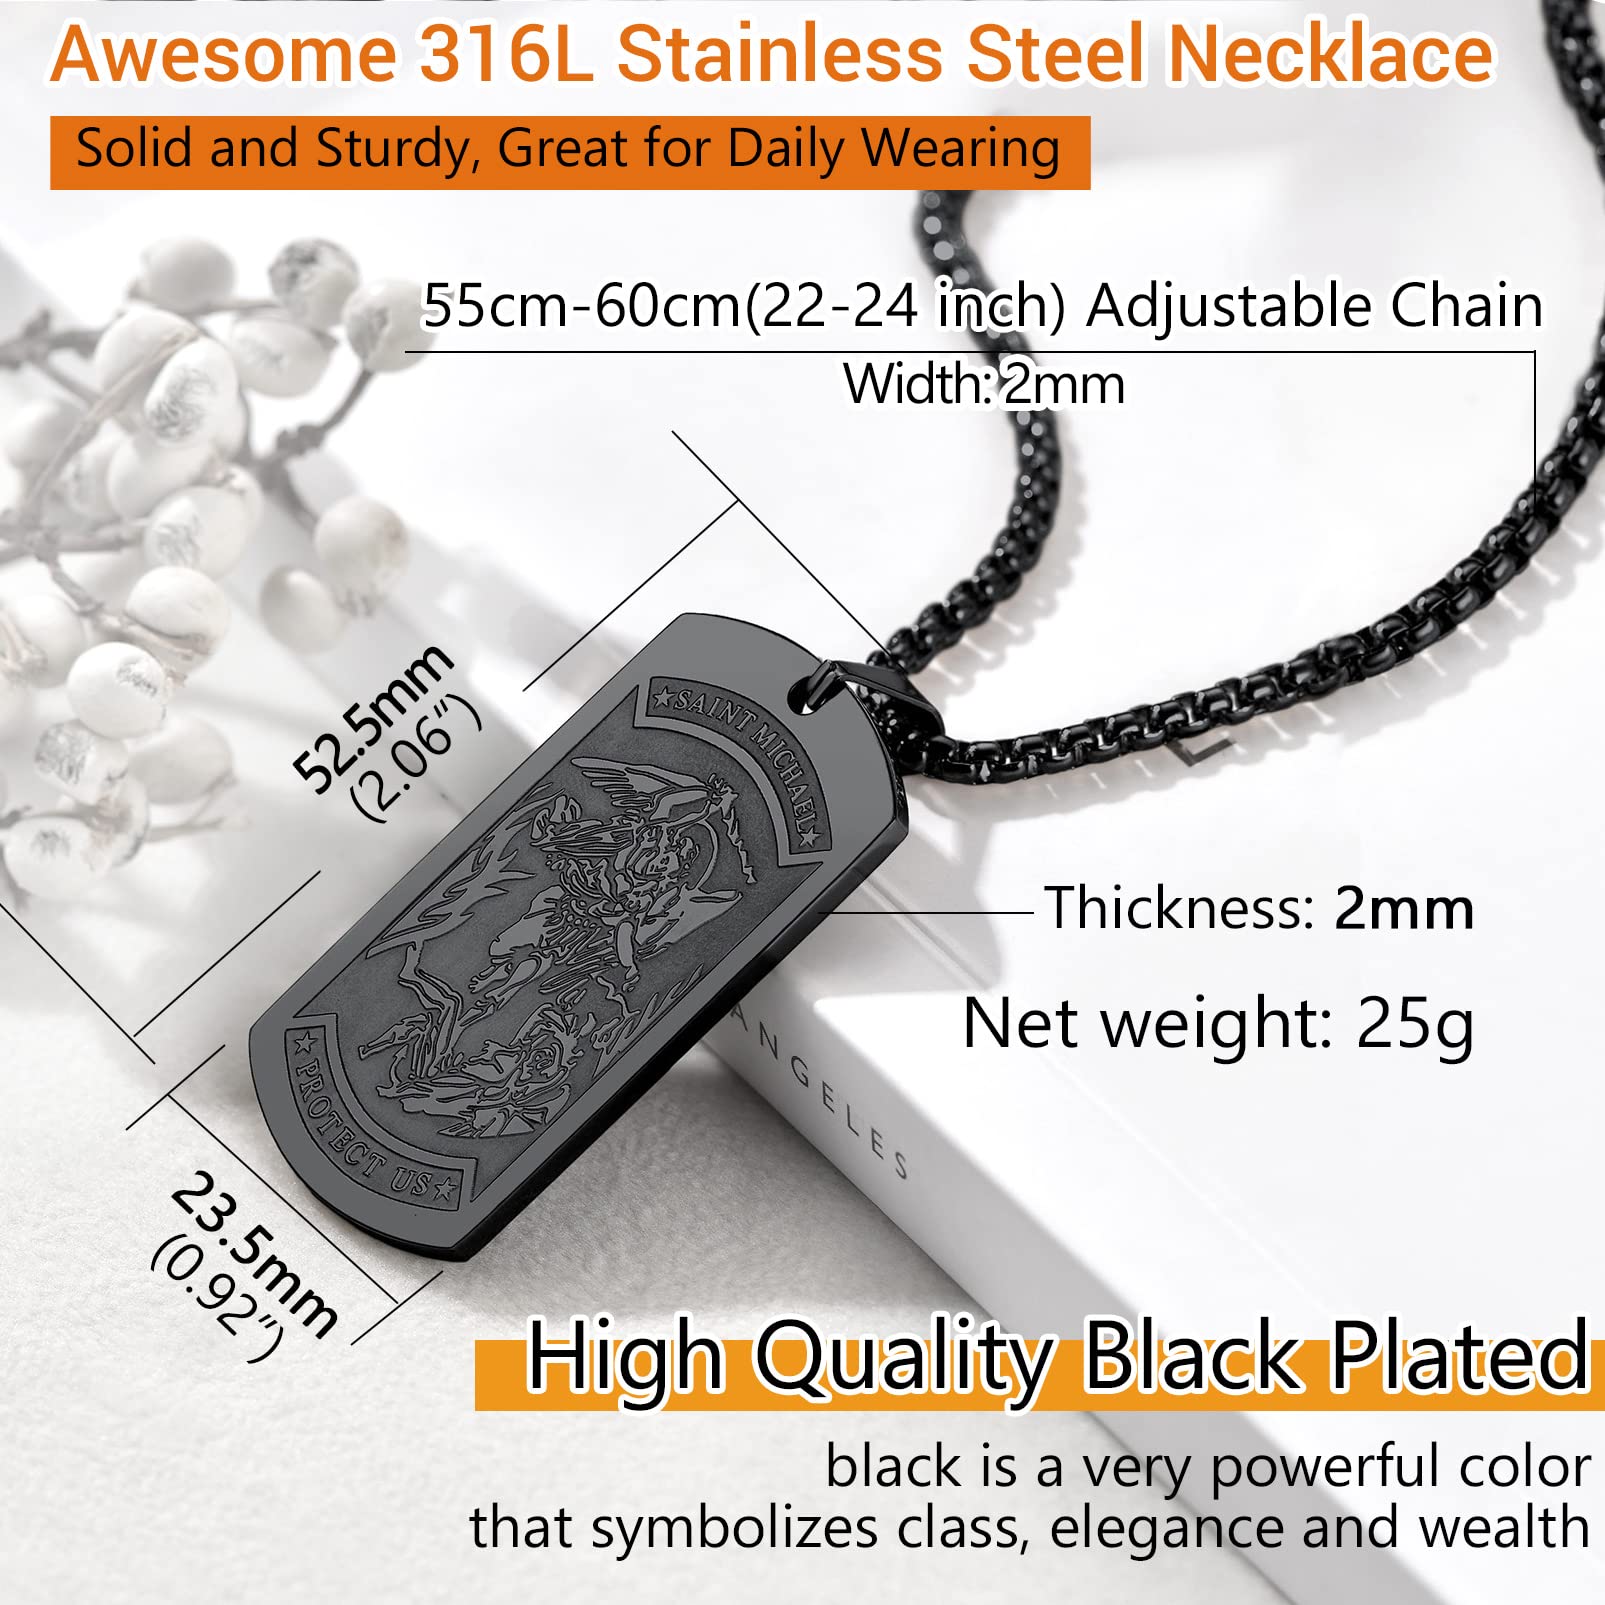 Awesome 316L Stainless Steel Necklace
Solid and Sturdy, Great for Daily Wearing
55cm-60cm(22-24 inch) Adjustable Chain
Width:2mm
52.5mm
(2.06")
★SAINT MICHAEL★
Thickness: 2mm
Net weight: 25g
ANGELES
★PROTECT US★
23.5mm
(0.92")
High Quality Black Plated
black is a very powerful color
that symbolizes class, elegance and wealth